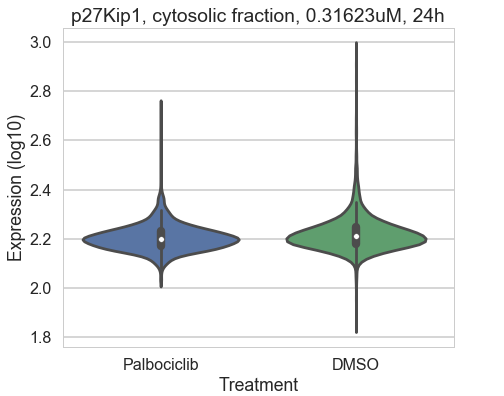 p27Kip1, cytosolic fraction, 0.31623uM, 24h
3.0
2.8
2.6
2.4
2.2
2.0
1.8
Expression (log10)
Palbociclib
DMSO
Treatment